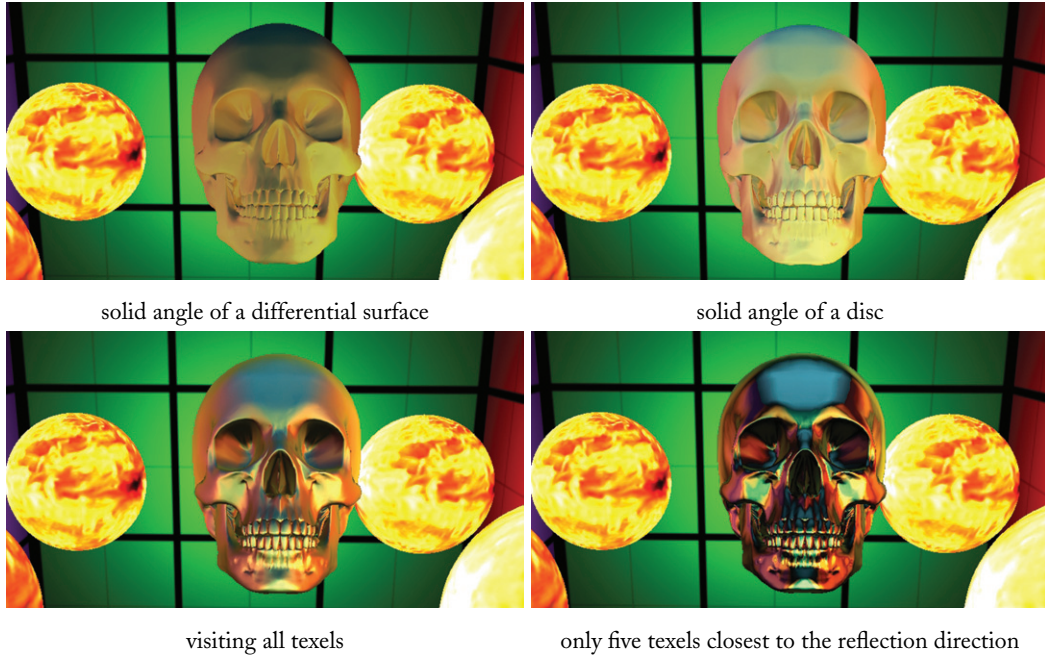 solid angle of a differential surface
solid angle of a disc
visiting all texels
only five texels closest to the reflection direction